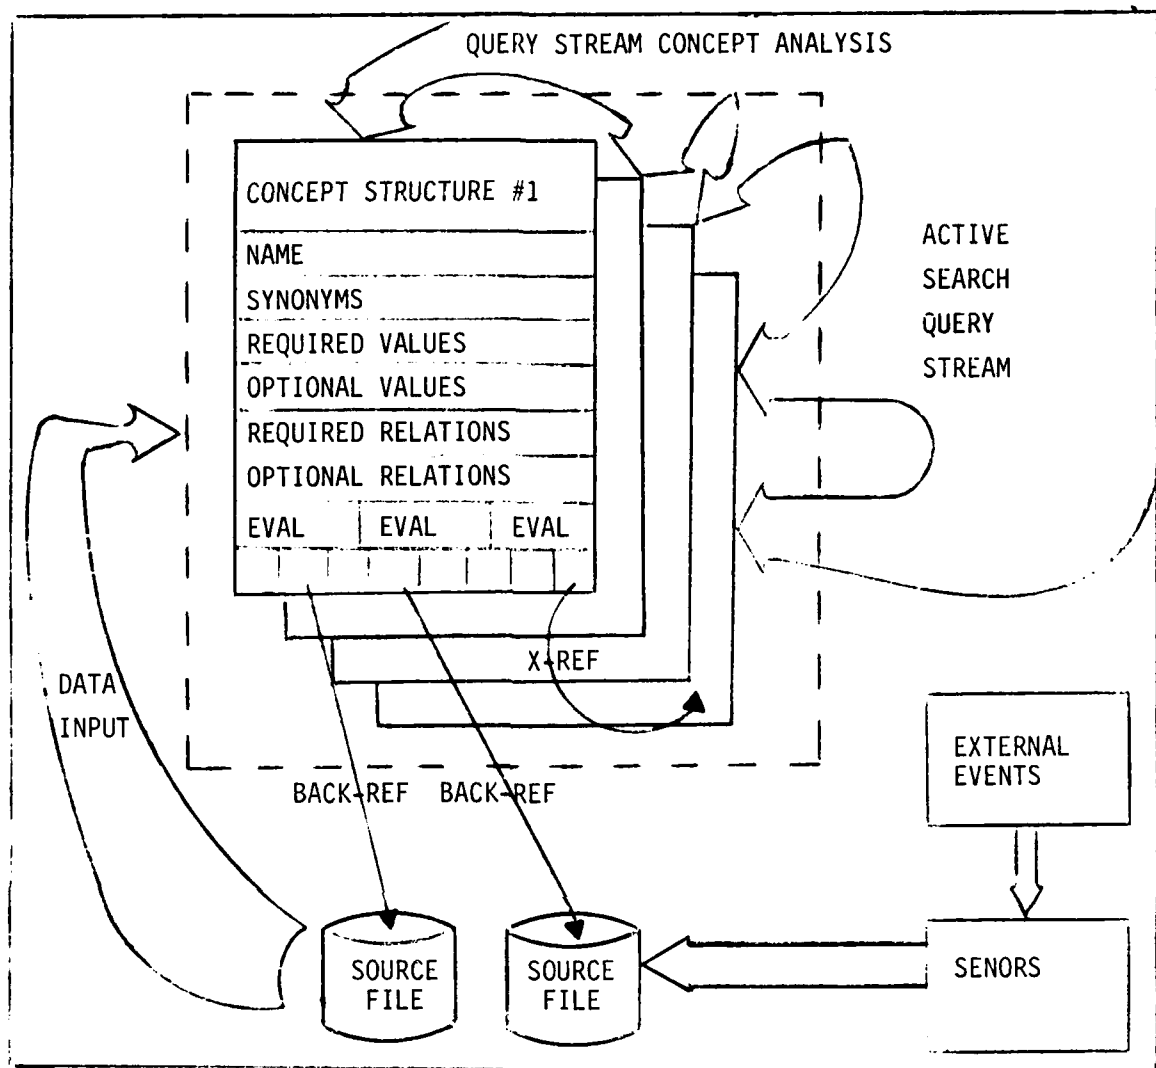 QUERY STREAM CONCEPT ANALYSIS
CONCEPT STRUCTURE #1
NAME
SYNONYMS
REQUIRED VALUES
OPTIONAL VALUES
REQUIRED RELATIONS
OPTIONAL RELATIONS
EVAL EVAL EVAL
ACTIVE
SEARCH
QUERY
STREAM
X-REF
DATA
INPUT
BACK-REF BACK-REF
EXTERNAL
EVENTS
SOURCE
FILE
SOURCE
FILE
SENORS